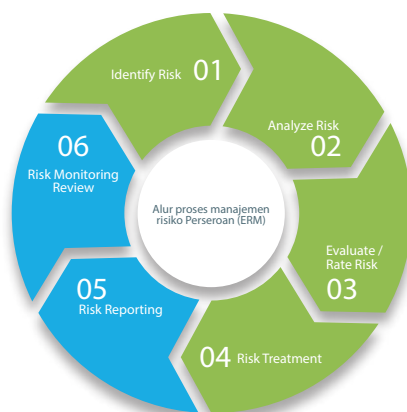 Identify Risk 01
Analyze Risk
02
Evaluate /
Rate Risk
03
04 Risk Treatment
05
Risk Reporting
06
Risk Monitoring
Review
Alur proses manajemen
risiko Perseroan (ERM)